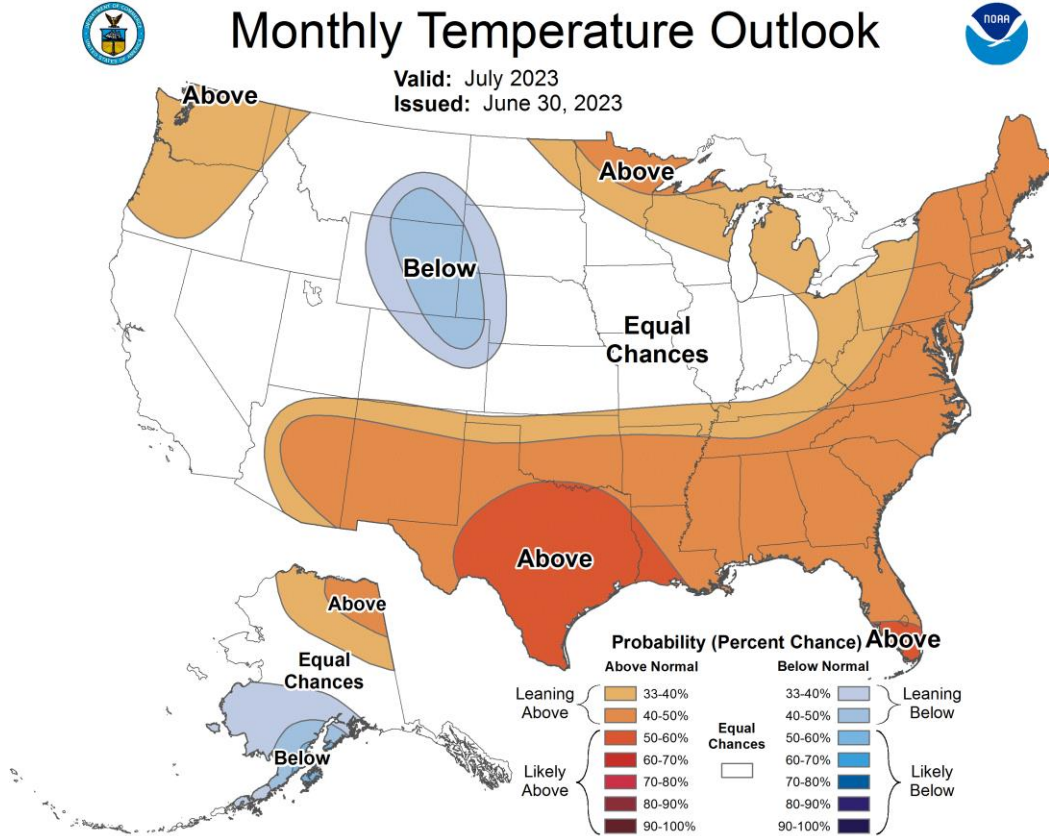 Monthly Temperature Outlook
NOAA
Valid: July 2023
Issued: June 30, 2023
Above
Above
Below
Equal
Chances
Above
Above
Equal
Chances
Below
Above
Probability (Percent Chance)
Above Normal
Below Normal
Leaning
Above
33-40%
40-50%
Likely
Above
50-60%
60-70%
70-80%
80-90%
90-100%
Equal
Chances
33-40%
40-50%
Leaning
Below
50-60%
60-70%
70-80%
80-90%
90-100%
Likely
Below